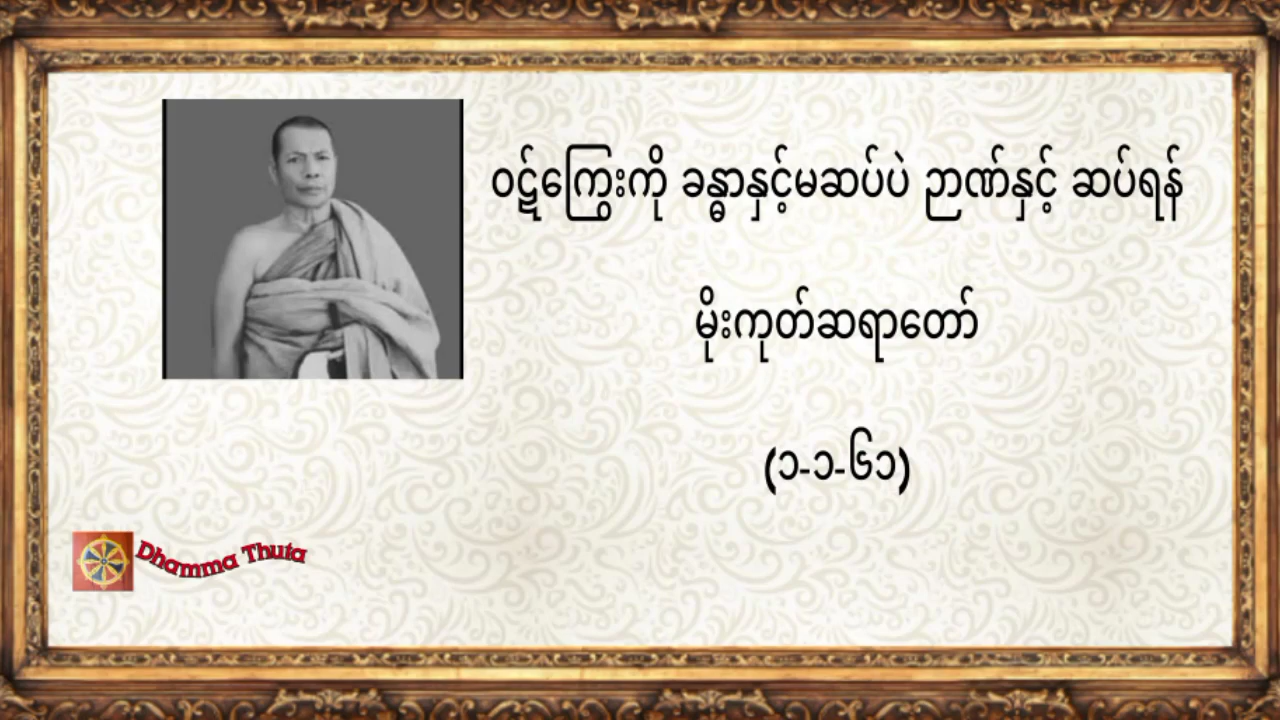 ဝဋ်ကြွေးကို ခန္ဓာနှင့်မဆပ်ပဲ ဉာဏ်နှင့် ဆပ်ရန်
မိုးကုတ်ဆရာတော်
(၁-၁-၆၁)
Dhamma Thuta